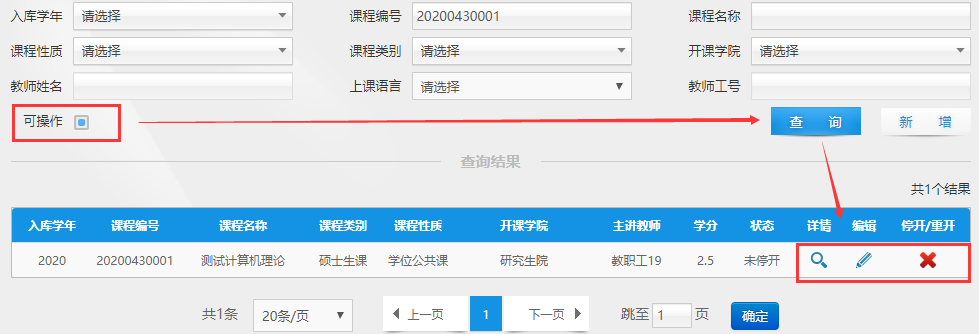 入库学年 请选择 课程编号 20200430001 课程名称
课程性质 请选择 课程类别 请选择 开课学院 请选择
教师姓名 上课语言 请选择 教师工号
可操作 查 询 新 增
查询结果
共1个结果
入库学年 课程编号 课程名称 课程类别 课程性质 开课学院 主讲教师 学分 状态 详情 编辑 停开/重开
2020 20200430001 测试计算机理论 硕士生课 学位公共课 研究生院 教职工19 2.5 未停开
共1条 20条/页 上一页 1 下一页 跳至 1 页 确定